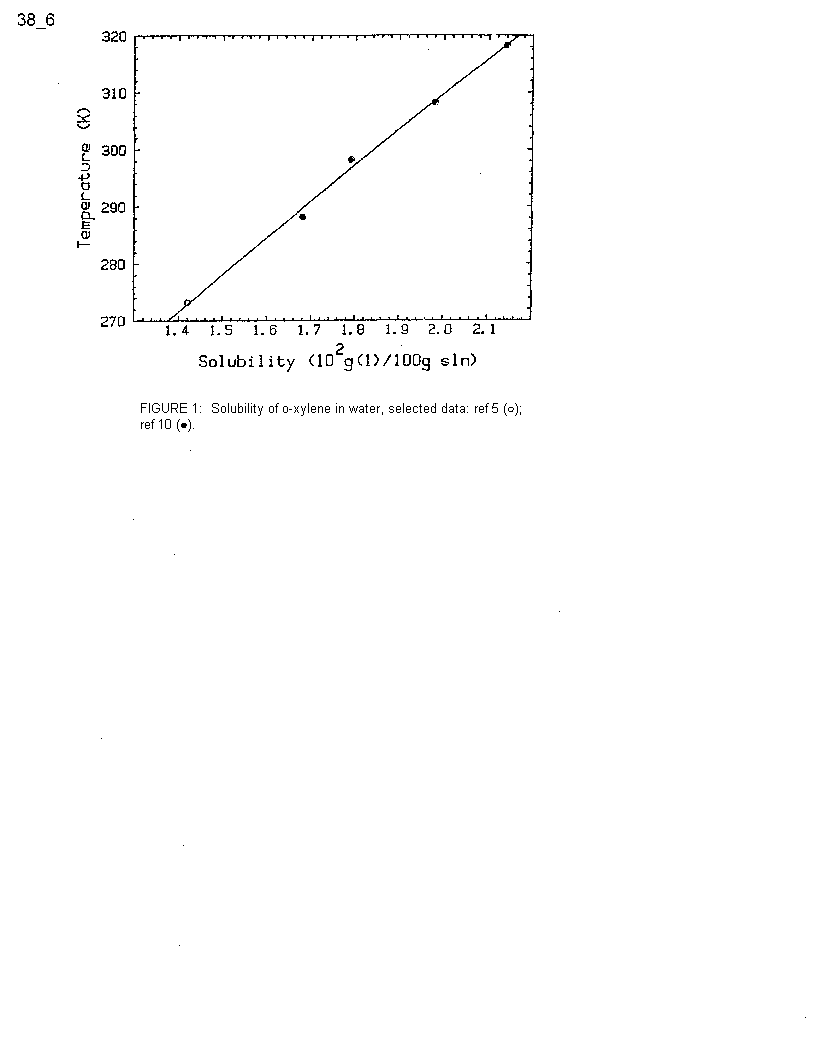 38_6
320
310
300
290
280
270
Temperature (K)
1.4 1.5 1.6 1.7 1.8 1.9 2.0 2.1
Solubility (10²g(1)/100g sln)
FIGURE 1: Solubility of o-xylene in water, selected data: ref 5 (o);
ref 10 (●).